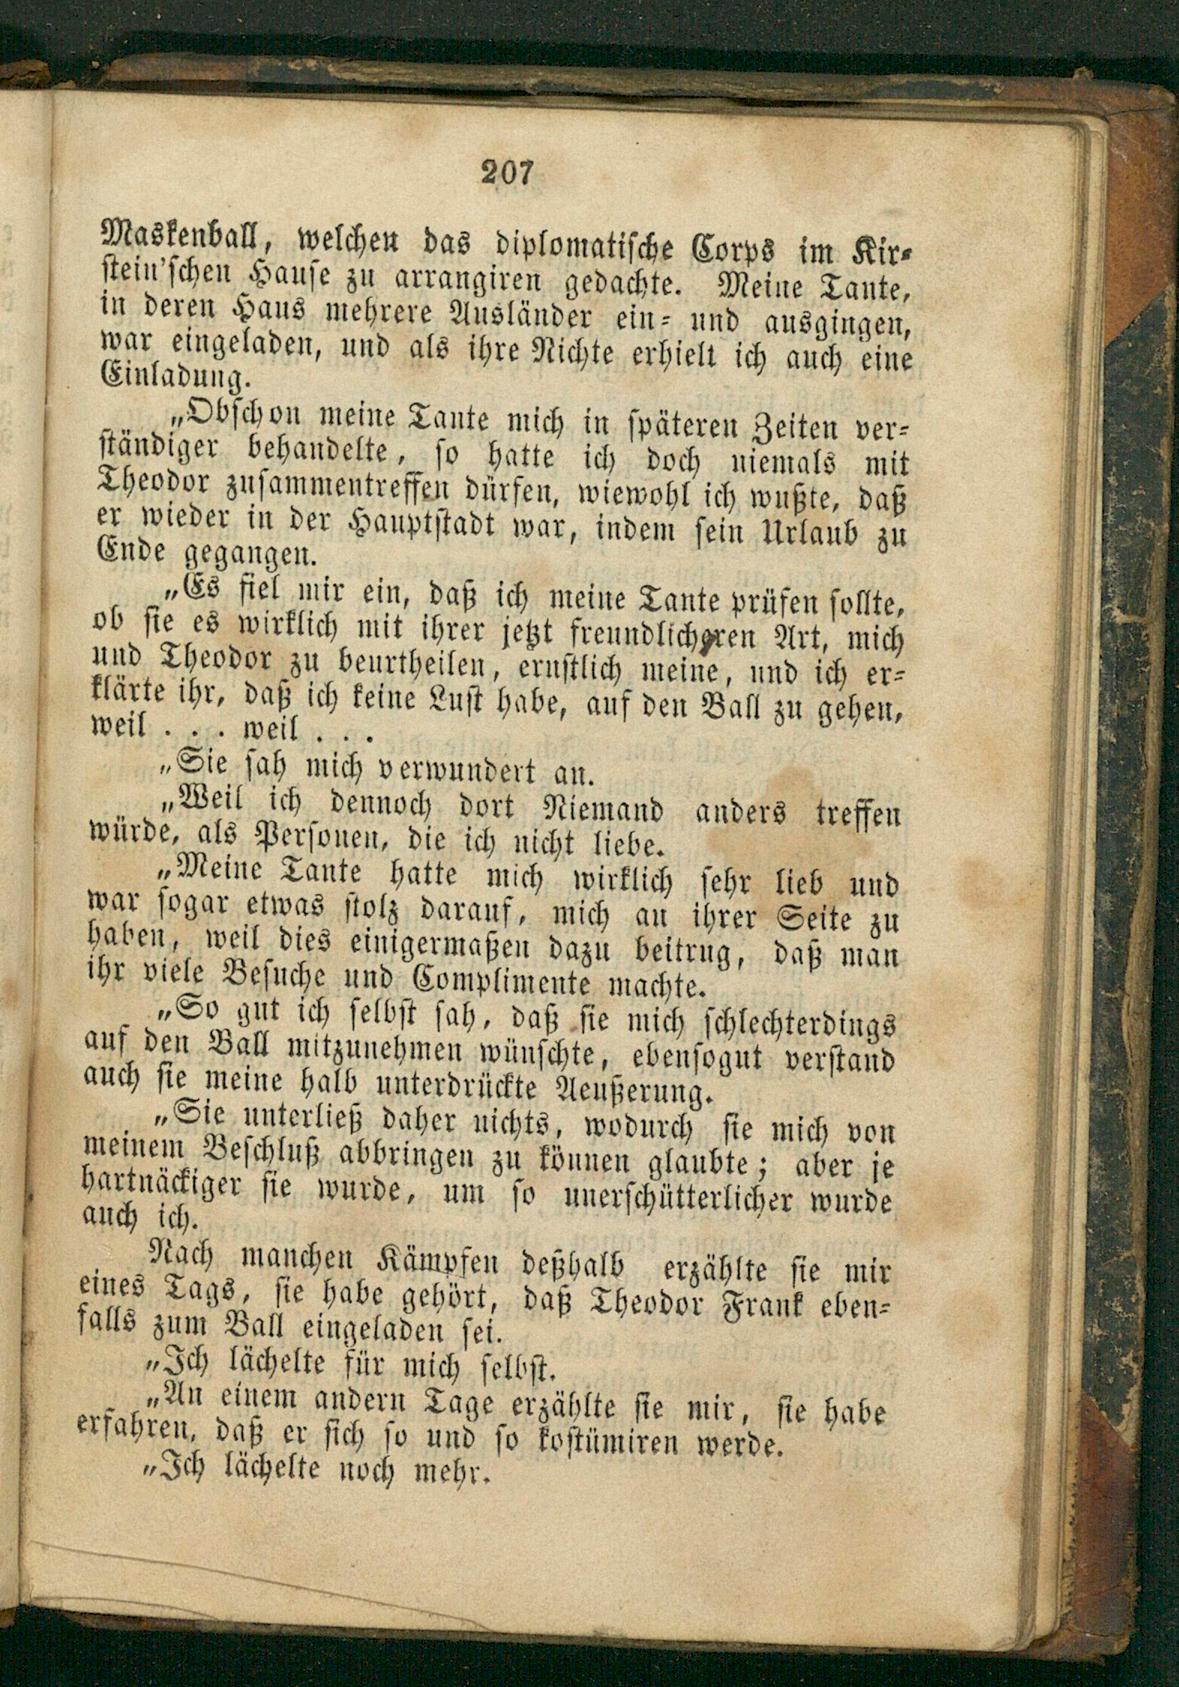 207
Maskenball, welchen das diplomatische Corps im Kir-
stein'schen Hause zu arrangiren gedachte. Meine Tante,
in deren Haus mehrere Ausländer ein- und ausgingen,
war eingeladen, und als ihre Nichte erhielt ich auch eine
Einladung.
„Obschon meine Tante mich in späteren Zeiten ver-
ständiger behandelte, so hatte ich doch niemals mit
Theodor zusammentreffen dürfen, wiewohl ich wußte, daß
er wieder in der Hauptstadt war, indem sein Urlaub zu
Ende gegangen.
„Es fiel mir ein, daß ich meine Tante prüfen sollte,
ob sie es wirklich mit ihrer jetzt freundlicheren Art, mich
und Theodor zu beurtheilen, ernstlich meine, und ich er-
klärte ihr, daß ich keine Lust habe, auf den Ball zu gehen,
weil . . . weil . . .
„Sie sah mich verwundert an.
„Weil ich dennoch dort Niemand anders treffen
würde, als Personen, die ich nicht liebe.
„Meine Tante hatte mich wirklich sehr lieb und
war sogar etwas stolz darauf, mich an ihrer Seite zu
haben, weil dies einigermaßen dazu beitrug, daß man
ihr viele Besuche und Complimente machte.
„So gut ich selbst sah, daß sie mich schlechterdings
auf den Ball mitzunehmen wünschte, ebensogut verstand
auch sie meine halb unterdrückte Aeußerung.
„Sie unterließ daher nichts, wodurch sie mich von
meinem Beschluß abbringen zu können glaubte; aber je
hartnäckiger sie wurde, um so unerschütterlicher wurde
auch ich.
Nach manchen Kämpfen deßhalb erzählte sie mir
eines Tags, sie habe gehört, daß Theodor Frank eben-
falls zum Ball eingeladen sei.
„Ich lächelte für mich selbst.
„An einem andern Tage erzählte sie mir, sie habe
erfahren, daß er sich so und so kostümiren werde.
„Ich lächelte noch mehr.